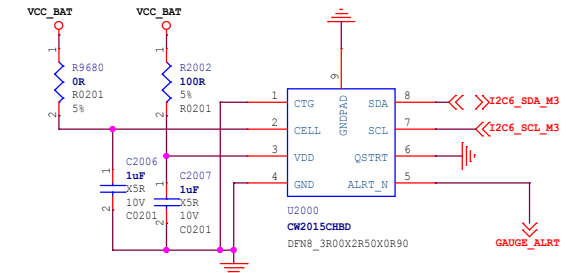 VCC_BAT
VCC_BAT
1
R9680
0R
R0201
5%
2
1
R2002
100R
5%
R0201
2
9
GNDPAD
1
CTG
2
CELL
3
VDD
4
GND
SDA
8
I2C6_SDA_M3
SCL
7
I2C6_SCL_M3
QSTRT
6
ALRT_N
5
U2000
CW2015CHBD
DFN8_3R00X2R50X0R90
GAUGE_ALRT
1
C2006
1uF
X5R
10V
C0201
2
1
C2007
1uF
X5R
10V
C0201
2